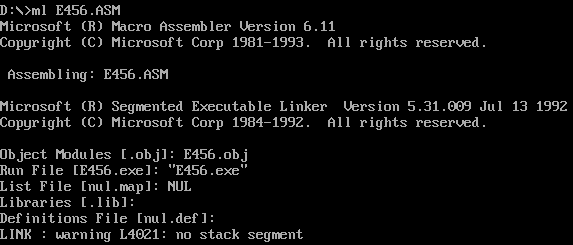 D:\>ml E456.ASM
Microsoft (R) Macro Assembler Version 6.11
Copyright (C) Microsoft Corp 1981-1993.  All rights reserved.
 Assembling: E456.ASM
Microsoft (R) Segmented Executable Linker  Version 5.31.009 Jul 13 1992
Copyright (C) Microsoft Corp 1984-1992.  All rights reserved.
Object Modules [.obj]: E456.obj
Run File [E456.exe]: "E456.exe"
List File [nul.map]: NUL
Libraries [.lib]:
Definitions File [nul.def]:
LINK : warning L4021: no stack segment